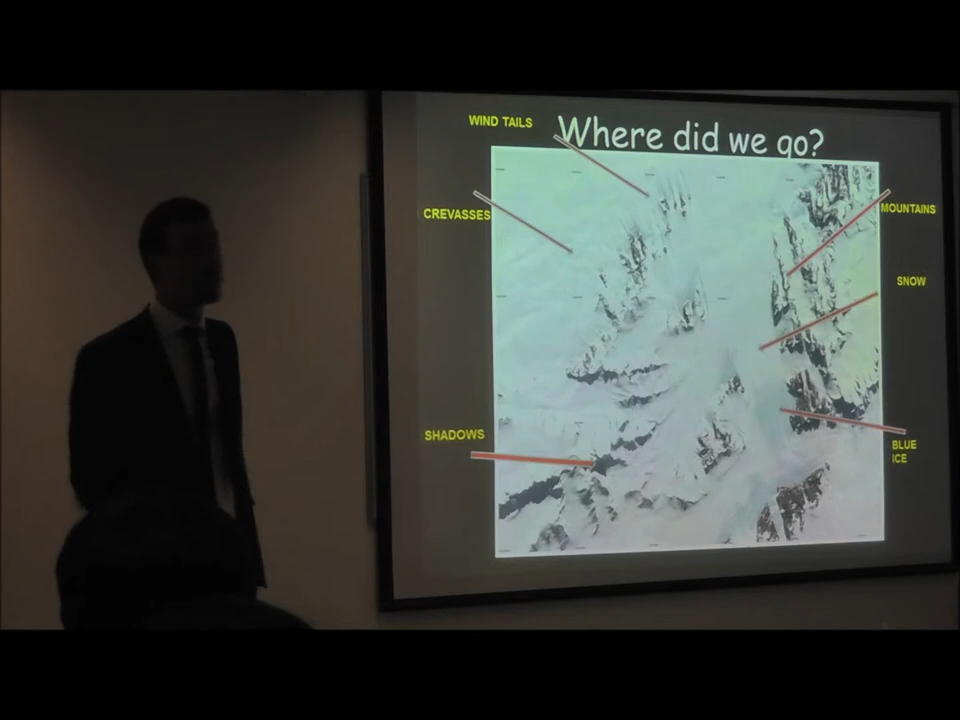 WIND TAILS
Where did we go?
CREVASSES
MOUNTAINS
SNOW
SHADOWS
BLUE
ICE